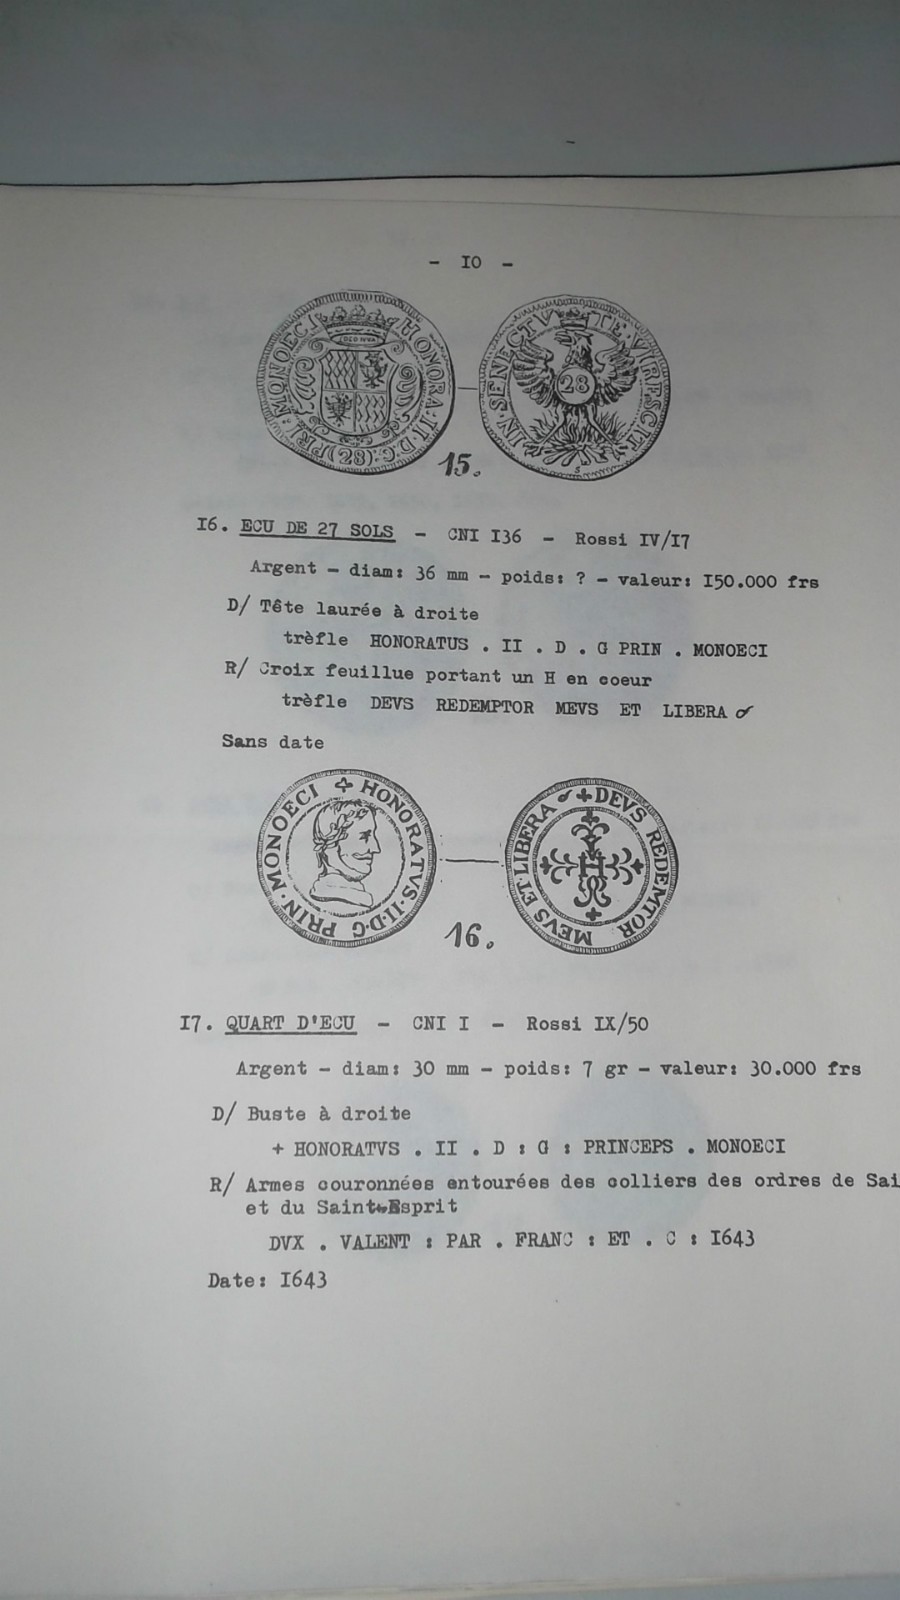 - IO -
PRI · MONOECI HONORA · II · D · G · (28)
IN · SENECTV TE · VIRESCIT ·
28
S
15.
I6. ECU DE 27 SOLS - CNI I36 - Rossi IV/I7
Argent - diam: 36 mm - poids: ? - valeur: I50.000 frs
D/ Tête laurée à droite
trèfle HONORATUS . II . D . G PRIN . MONOECI
R/ Croix feuillue portant un H en coeur
trèfle DEVS REDEMPTOR MEVS ET LIBERA
Sans date
HONORATVS · II · D · G PRIN · MONOECI
DEVS REDEMTOR MEVS ET LIBERA
H
16.
I7. QUART D'ECU - CNI I - Rossi IX/50
Argent - diam: 30 mm - poids: 7 gr - valeur: 30.000 frs
D/ Buste à droite
+ HONORATVS . II . D : G : PRINCEPS . MONOECI
R/ Armes couronnées entourées des colliers des ordres de Sai
et du Saint-Esprit
DVX . VALENT : PAR . FRANC : ET . C : I643
Date: I643